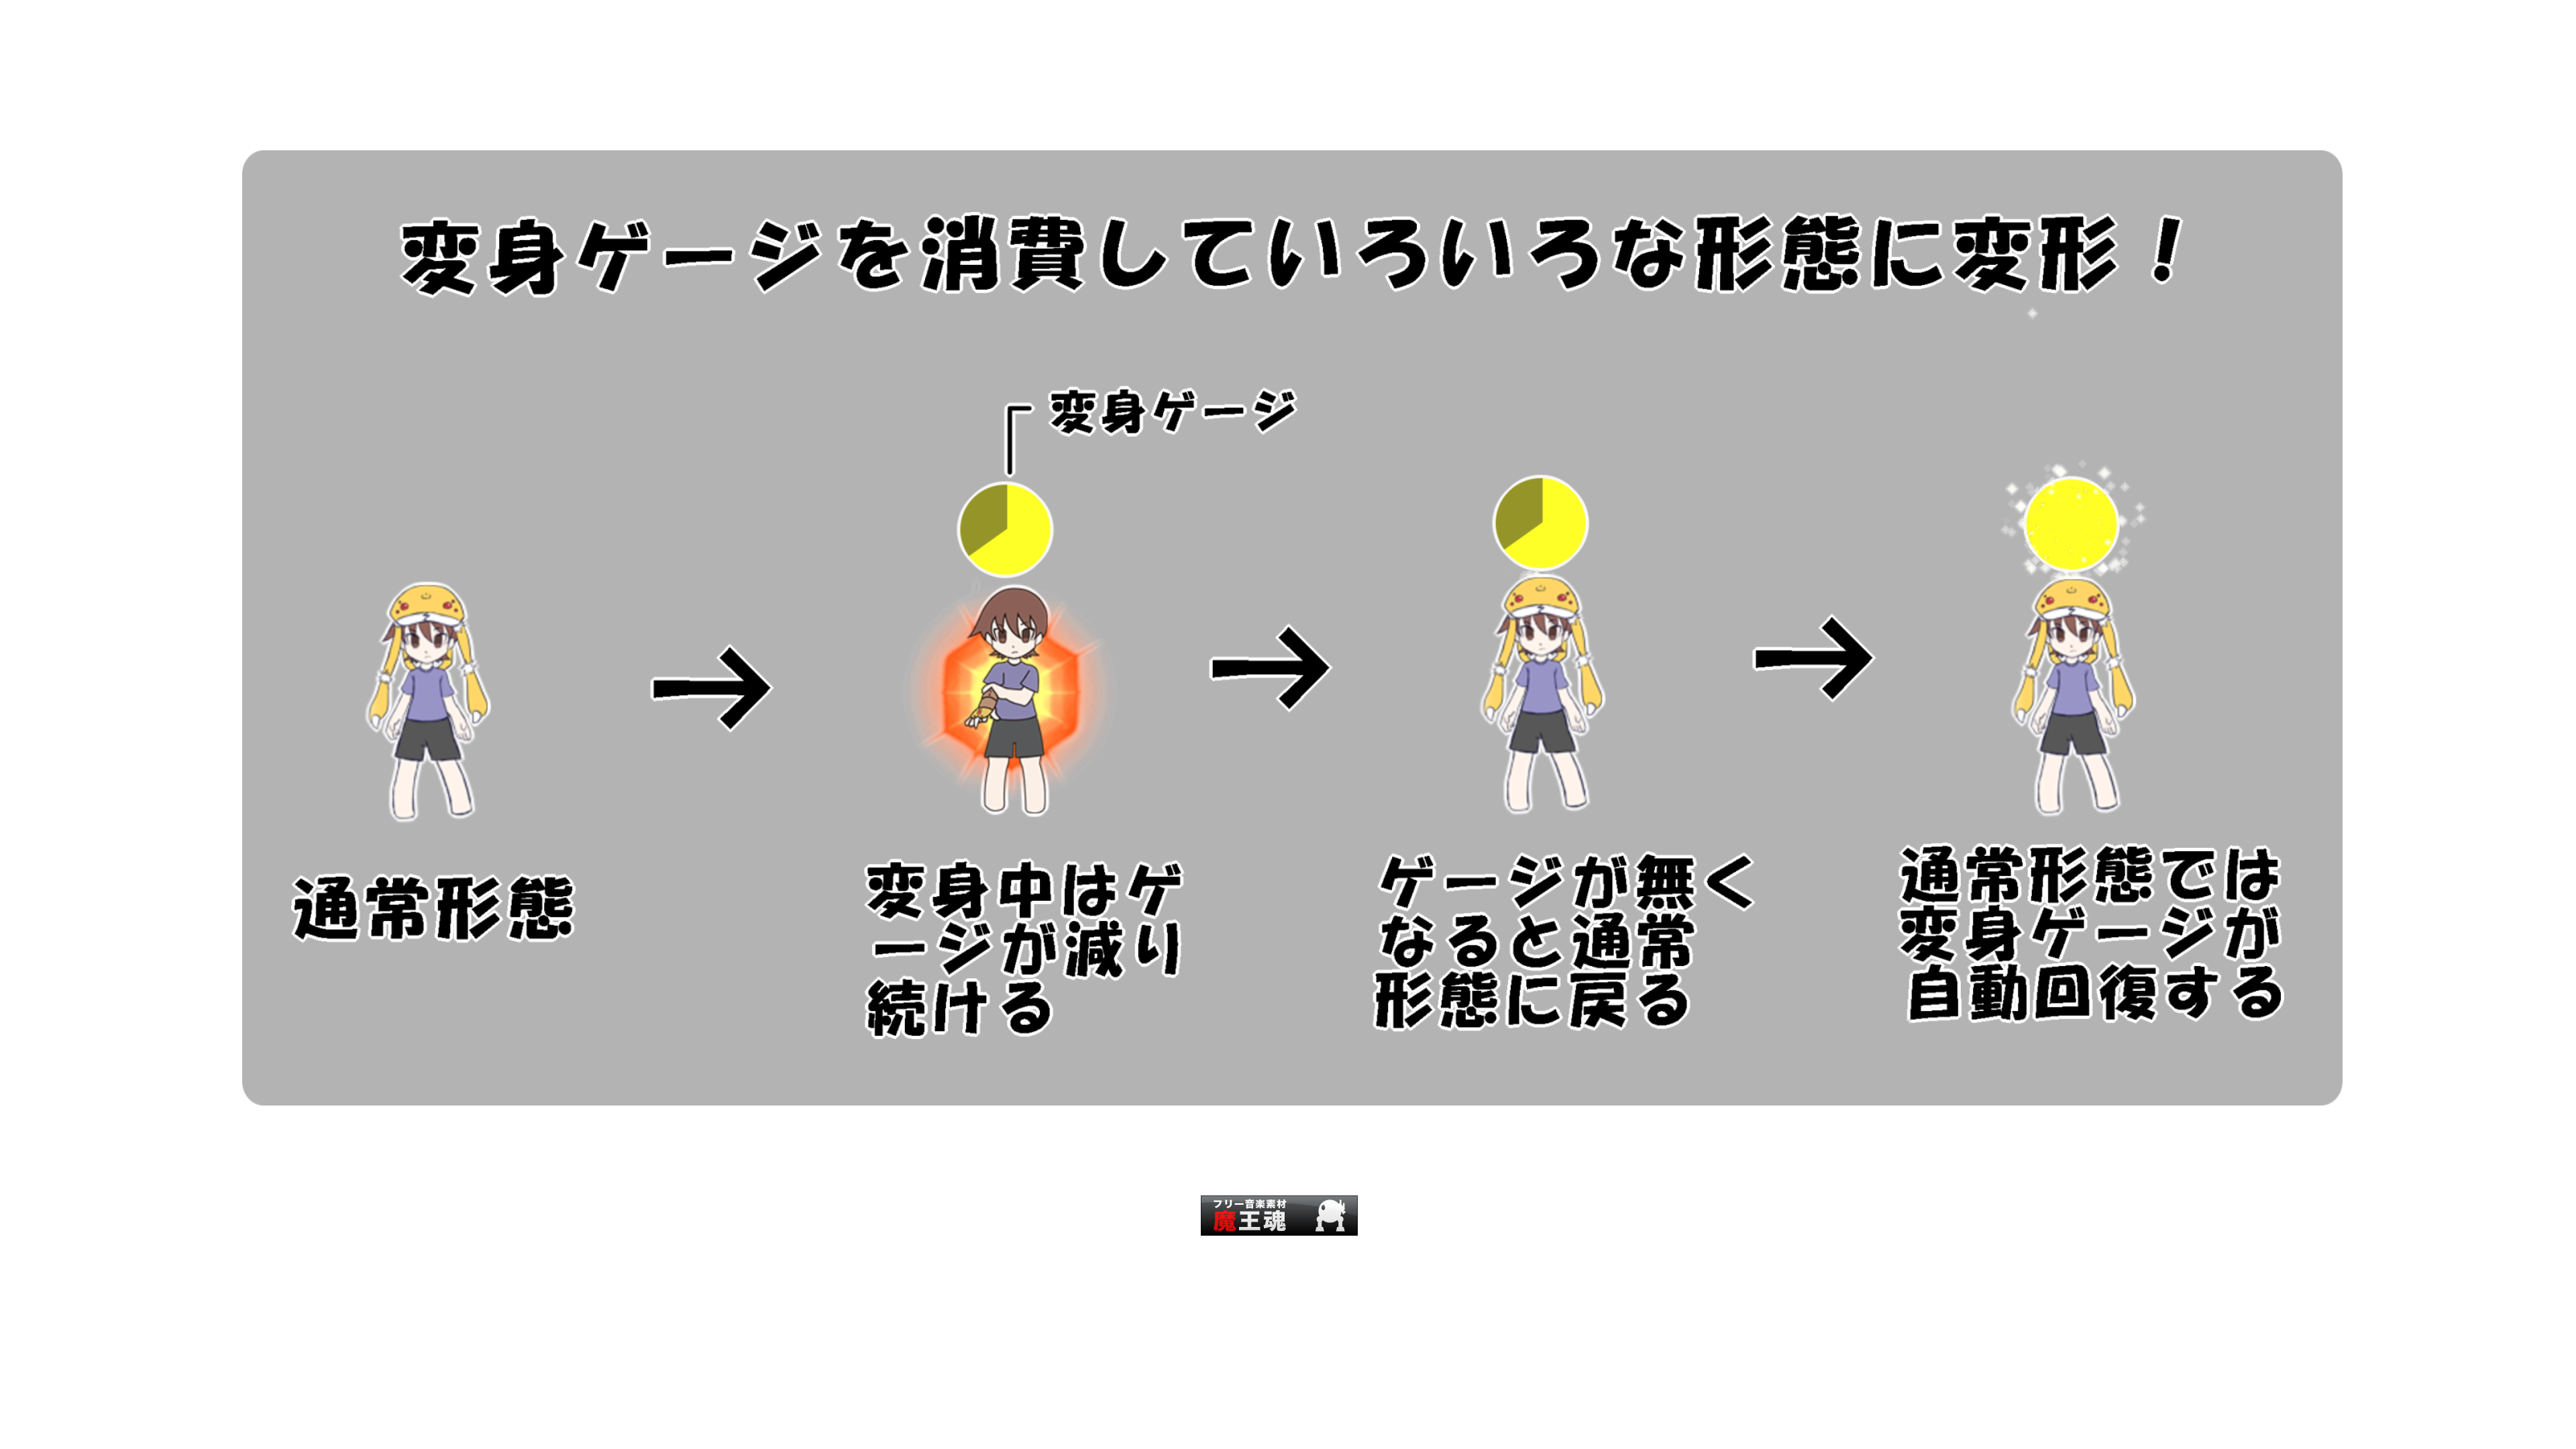 変身ゲージを消費していろいろな形態に変形！
変身ゲージ
通常形態
変身中はゲ
ージが減り
続ける
ゲージが無く
なると通常
形態に戻る
通常形態では
変身ゲージが
自動回復する
フリー音楽素材
魔王魂